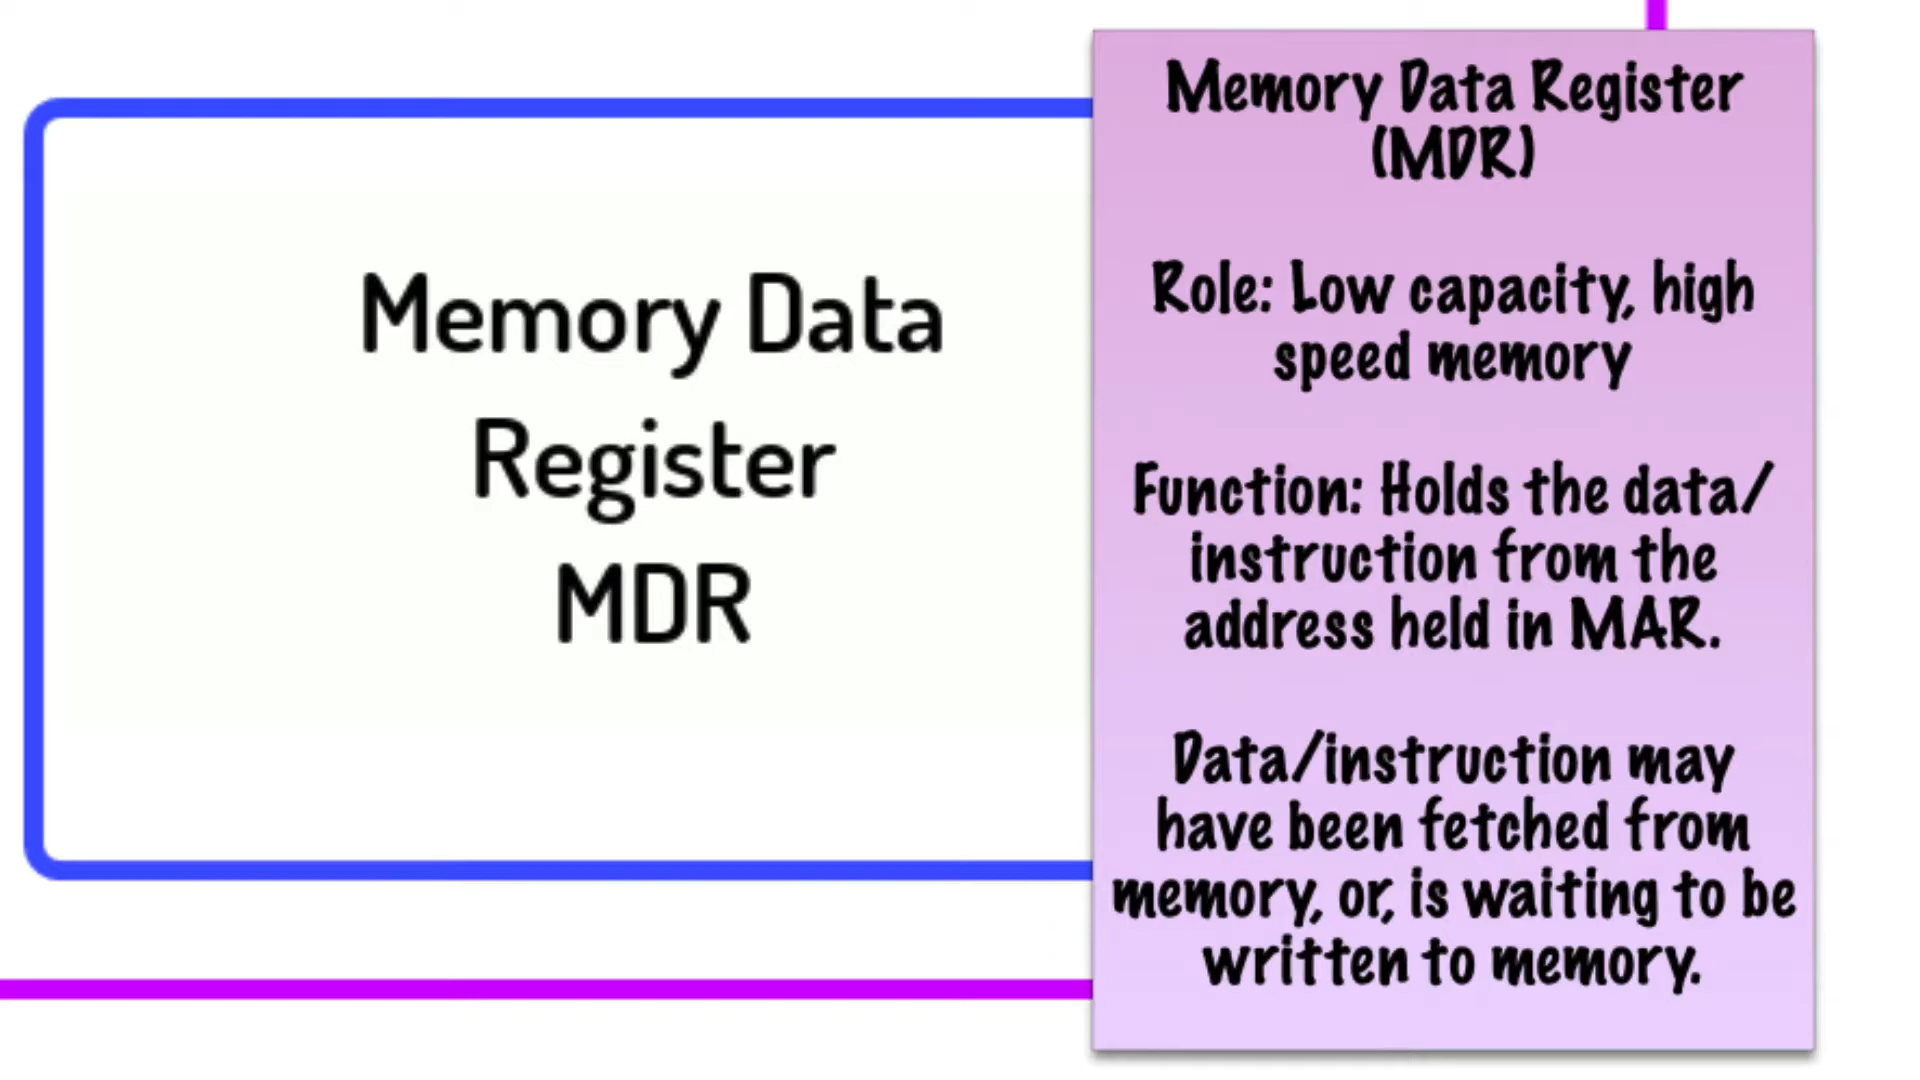 Memory Data
Register
MDR
Memory Data Register
(MDR)
Role: Low capacity, high
speed memory
Function: Holds the data/
instruction from the
address held in MAR.
Data/instruction may
have been fetched from
memory, or, is waiting to be
written to memory.